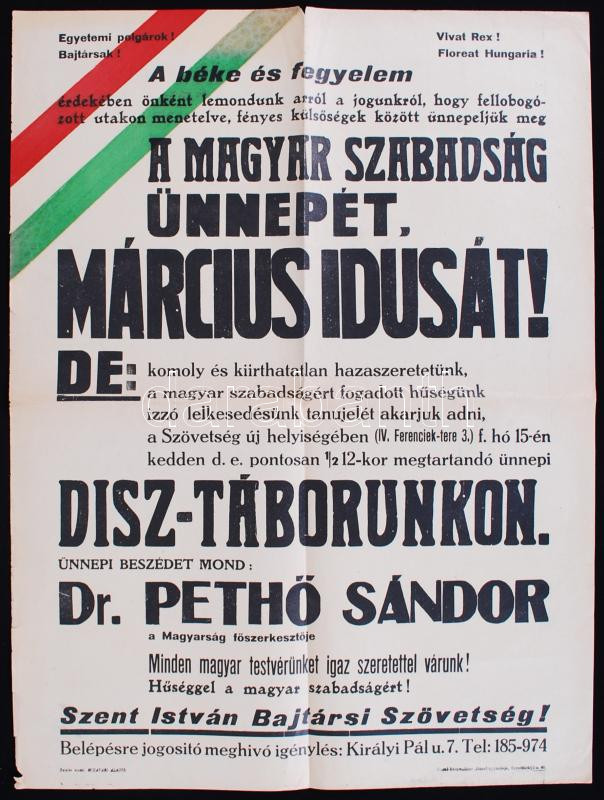 Egyetemi polgárok!
Bajtársak!
Vivat Rex!
Floreat Hungaria!
A béke és fegyelem
érdekében önként lemondunk arról a jogunkról, hogy fellobogó-
zott utakon menetelve, fényes külsőségek között ünnepeljük meg
A MAGYAR SZABADSÁG
ÜNNEPÉT,
MÁRCIUS IDUSÁT!
DE:
komoly és kiirthatatlan hazaszeretetünk,
a magyar szabadságért fogadott hűségünk
izzó lelkesedésünk tanujelét akarjuk adni,
a Szövetség új helyiségében (IV. Ferenciek-tere 3.) f. hó 15-én
kedden d. e. pontosan ½12-kor megtartandó ünnepi
DISZ-TÁBORUNKON.
ÜNNEPI BESZÉDET MOND:
Dr. PETHŐ SÁNDOR
a Magyarság főszerkesztője
Minden magyar testvérünket igaz szeretettel várunk!
Hűséggel a magyar szabadságért!
Szent István Bajtársi Szövetség!
Belépésre jogosító meghivó igénylés: Királyi Pál u. 7. Tel: 185-974
darabanth